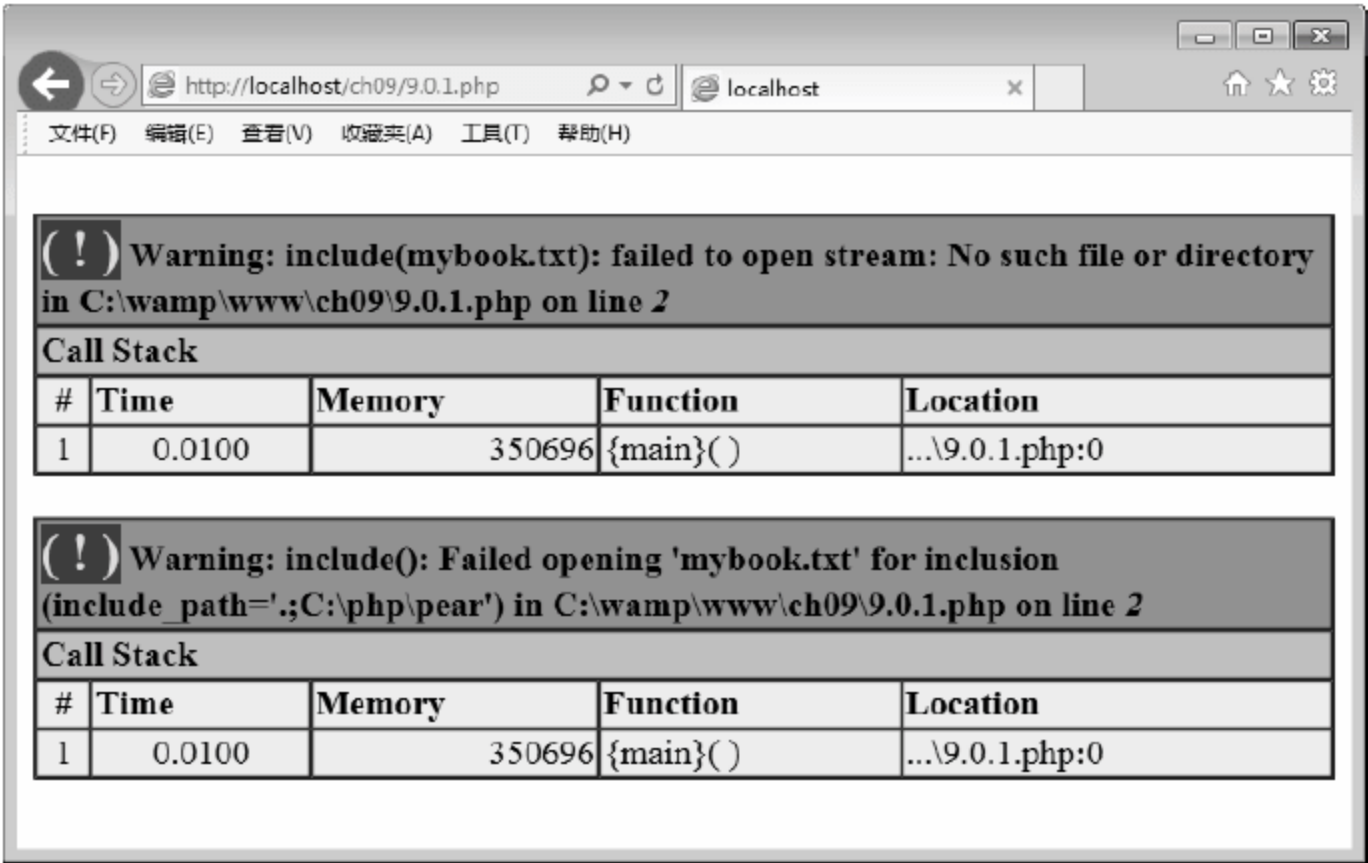 http://localhost/ch09/9.0.1.php
localhost
文件(F) 编辑(E) 查看(V) 收藏夹(A) 工具(T) 帮助(H)
( ! ) Warning: include(mybook.txt): failed to open stream: No such file or directory
in C:\wamp\www\ch09\9.0.1.php on line 2
Call Stack
# Time Memory Function Location
1 0.0100 350696 {main}( ) ...\9.0.1.php:0
( ! ) Warning: include(): Failed opening 'mybook.txt' for inclusion
(include_path='.;C:\php\pear') in C:\wamp\www\ch09\9.0.1.php on line 2
Call Stack
# Time Memory Function Location
1 0.0100 350696 {main}( ) ...\9.0.1.php:0